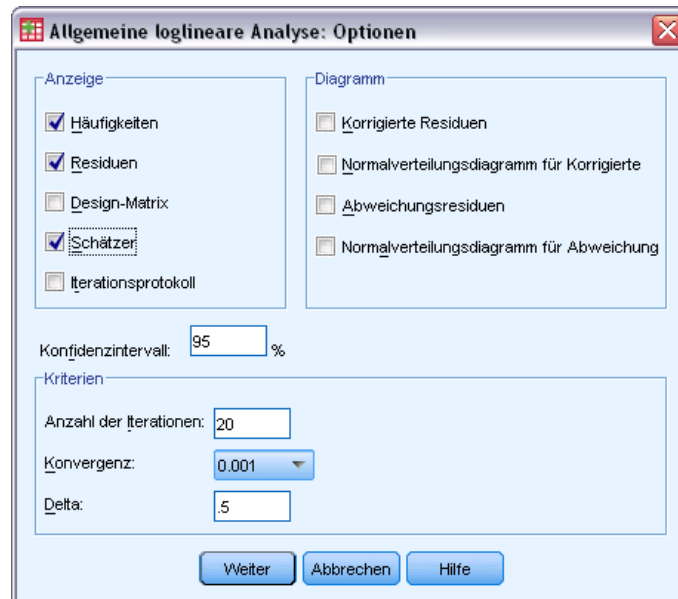 Allgemeine loglineare Analyse: Optionen
Anzeige
Häufigkeiten
Residuen
Design-Matrix
Schätzer
Iterationsprotokoll
Diagramm
Korrigierte Residuen
Normalverteilungsdiagramm für Korrigierte
Abweichungsresiduen
Normalverteilungsdiagramm für Abweichung
Konfidenzintervall: 95 %
Kriterien
Anzahl der Iterationen: 20
Konvergenz: 0.001
Delta: .5
Weiter Abbrechen Hilfe